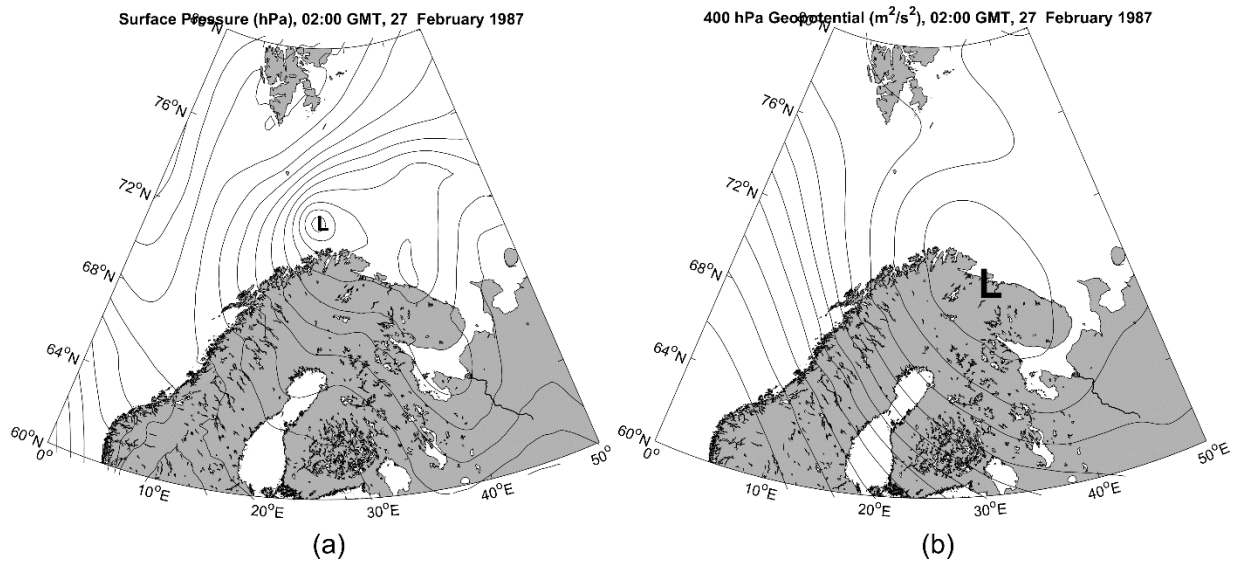 Surface Pressure (hPa), 02:00 GMT, 27 February 1987
76°N
72°N
68°N
64°N
60°N
0°
10°E
20°E
30°E
40°E
50°
L
(a)
400 hPa Geopotential (m²/s²), 02:00 GMT, 27 February 1987
76°N
72°N
68°N
64°N
60°N
0°
10°E
20°E
30°E
40°E
50°E
L
(b)